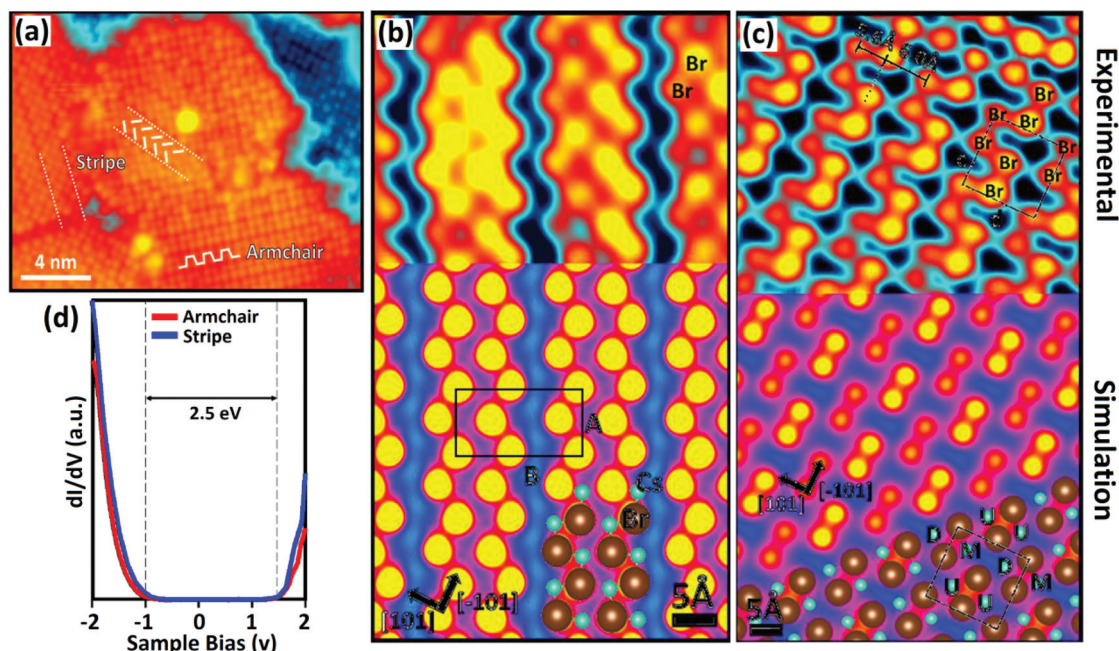 (a)
Stripe
Armchair
4 nm
(b)
Br
Br
(c)
Br
Br
Br
Br
Br
Br
Br
Br
Experimental
(d)
Armchair
Stripe
2.5 eV
dI/dV (a.u.)
-2 -1 0 1 2
Sample Bias (v)
A
B
Cs
Br
[101]
[-101]
5Å
[101]
[-101]
D
U
U
M
D
U
U
M
5Å
Simulation